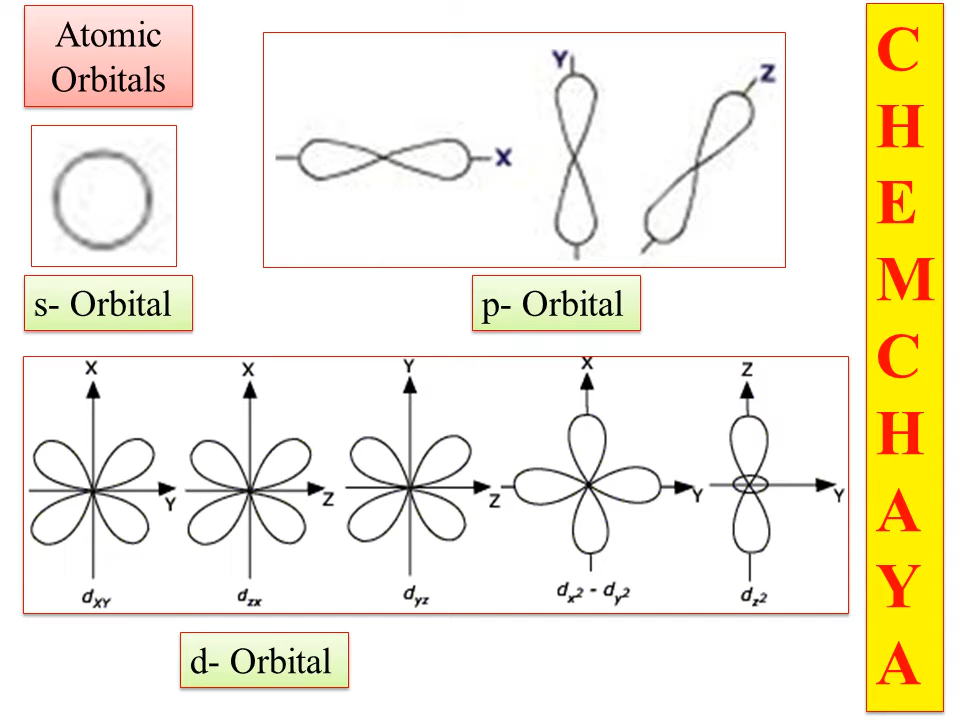 Atomic
Orbitals
s- Orbital
X
Y
Z
p- Orbital
X
Y
dXY
X
Z
dzx
Y
Z
dyz
X
Y
dx2 - dy2
Z
Y
dz2
d- Orbital
C
H
E
M
C
H
A
Y
A